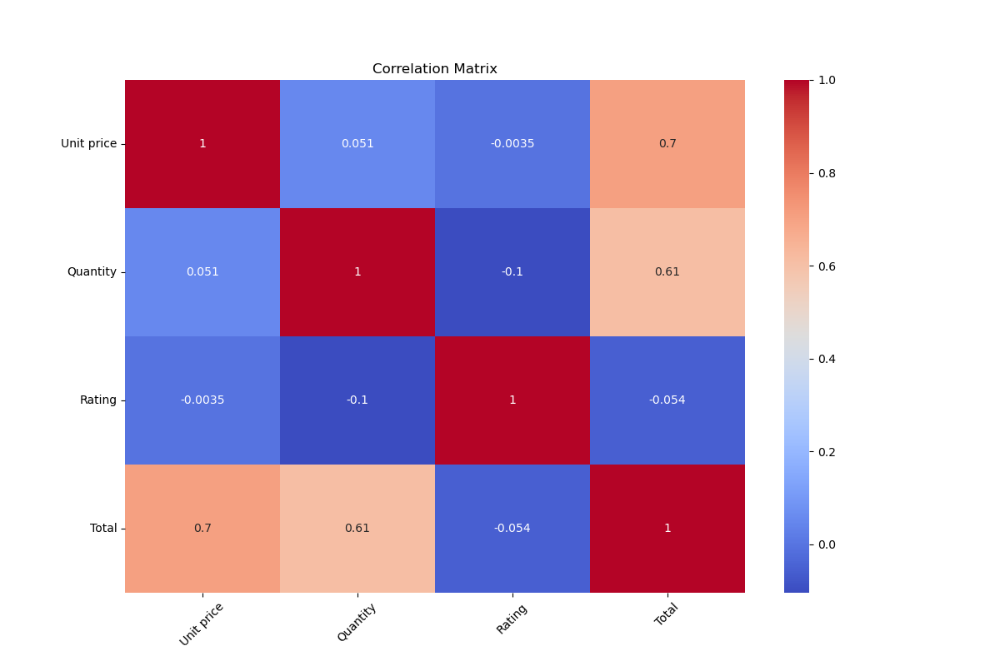 Correlation Matrix
Unit price 1 0.051 -0.0035 0.7
Quantity 0.051 1 -0.1 0.61
Rating -0.0035 -0.1 1 -0.054
Total 0.7 0.61 -0.054 1
Unit price Quantity Rating Total
1.0
0.8
0.6
0.4
0.2
0.0